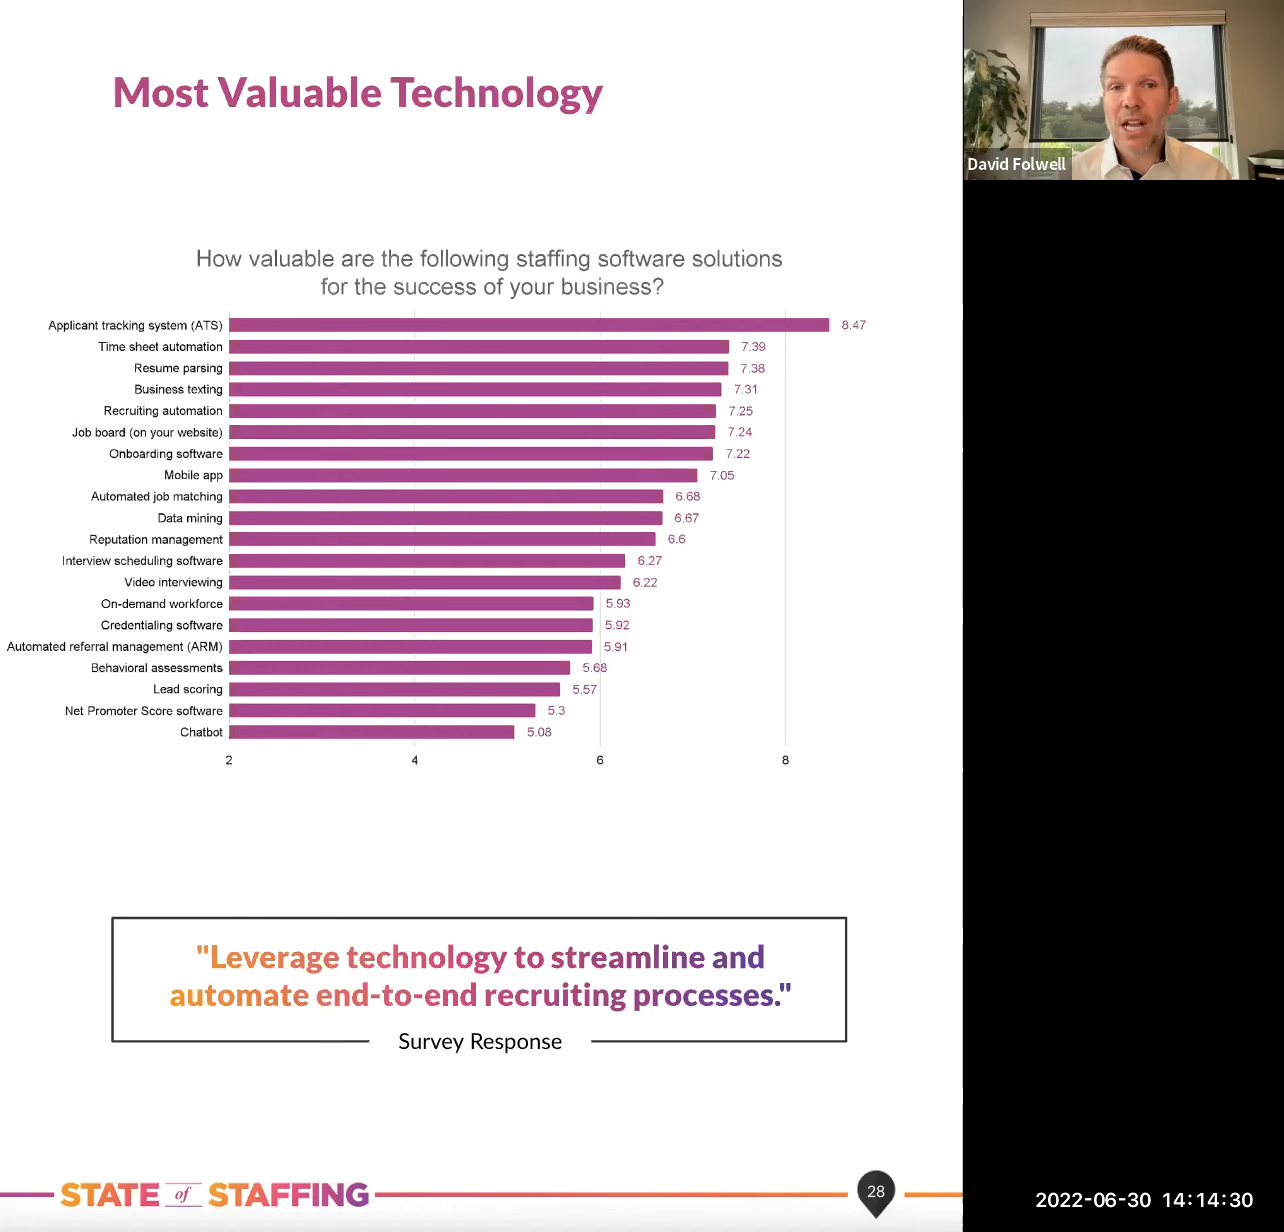 Most Valuable Technology
David Folwell
How valuable are the following staffing software solutions
for the success of your business?
Applicant tracking system (ATS) 8.47
Time sheet automation 7.39
Resume parsing 7.38
Business texting 7.31
Recruiting automation 7.25
Job board (on your website) 7.24
Onboarding software 7.22
Mobile app 7.05
Automated job matching 6.68
Data mining 6.67
Reputation management 6.6
Interview scheduling software 6.27
Video interviewing 6.22
On-demand workforce 5.93
Credentialing software 5.92
Automated referral management (ARM) 5.91
Behavioral assessments 5.68
Lead scoring 5.57
Net Promoter Score software 5.3
Chatbot 5.08
2 4 6 8
"Leverage technology to streamline and
automate end-to-end recruiting processes."
Survey Response
STATE of STAFFING 28
2022-06-30 14:14:30